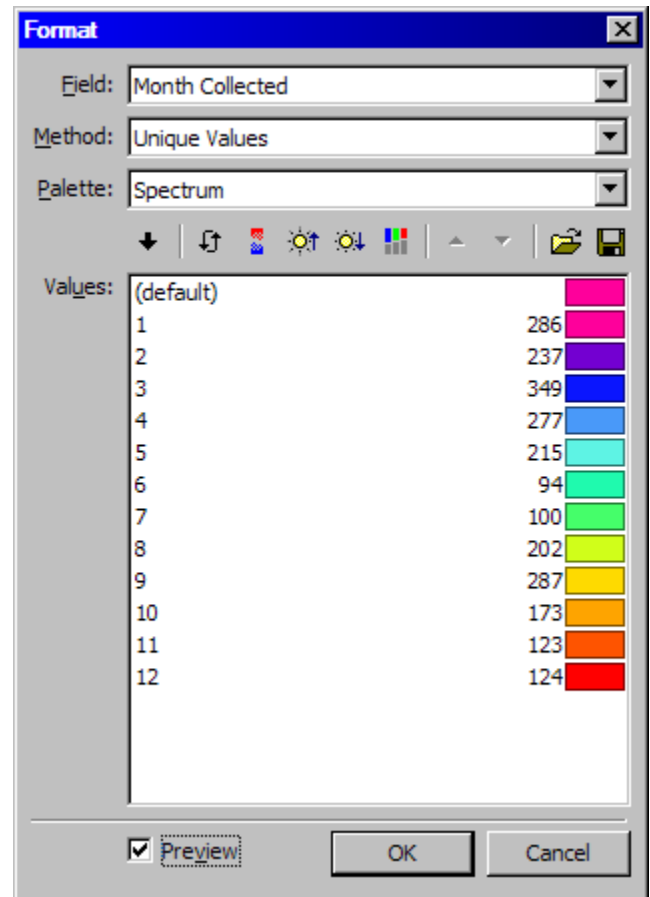 Format
Field: Month Collected
Method: Unique Values
Palette: Spectrum
Values: (default)
1 286
2 237
3 349
4 277
5 215
6 94
7 100
8 202
9 287
10 173
11 123
12 124
Preview OK Cancel